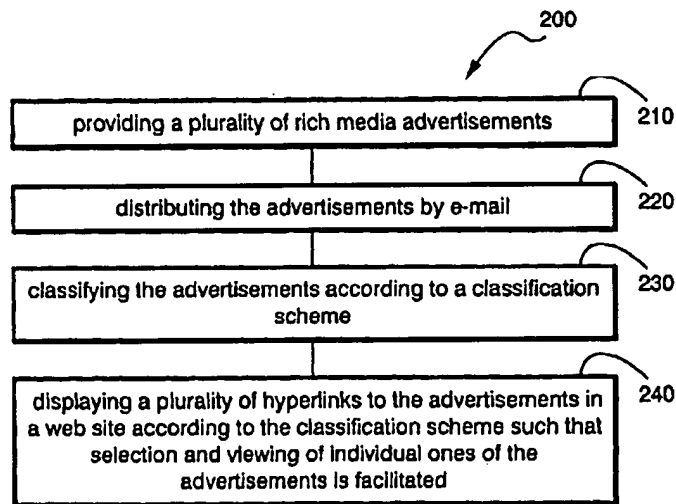 200
providing a plurality of rich media advertisements
210
distributing the advertisements by e-mail
220
classifying the advertisements according to a classification
scheme
230
displaying a plurality of hyperlinks to the advertisements in
a web site according to the classification scheme such that
selection and viewing of individual ones of the
advertisements is facilitated
240